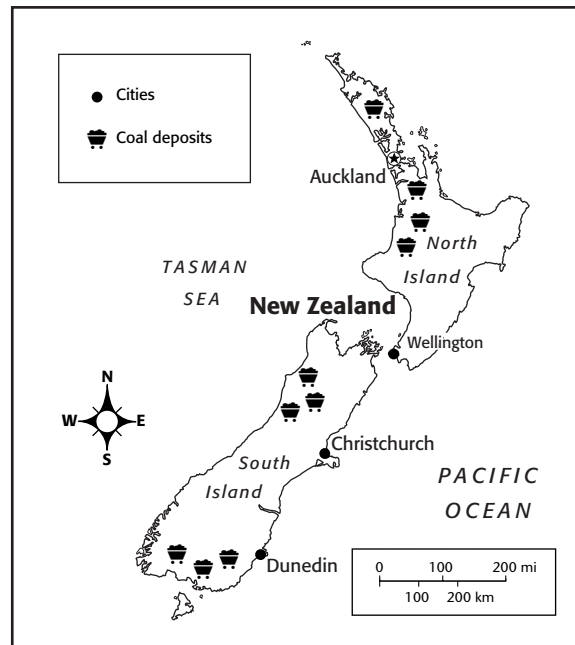 Cities
Coal deposits
Auckland
North
Island
TASMAN
SEA
New Zealand
Wellington
N
W E
S
Christchurch
South
Island
PACIFIC
OCEAN
Dunedin
0 100 200 mi
100 200 km